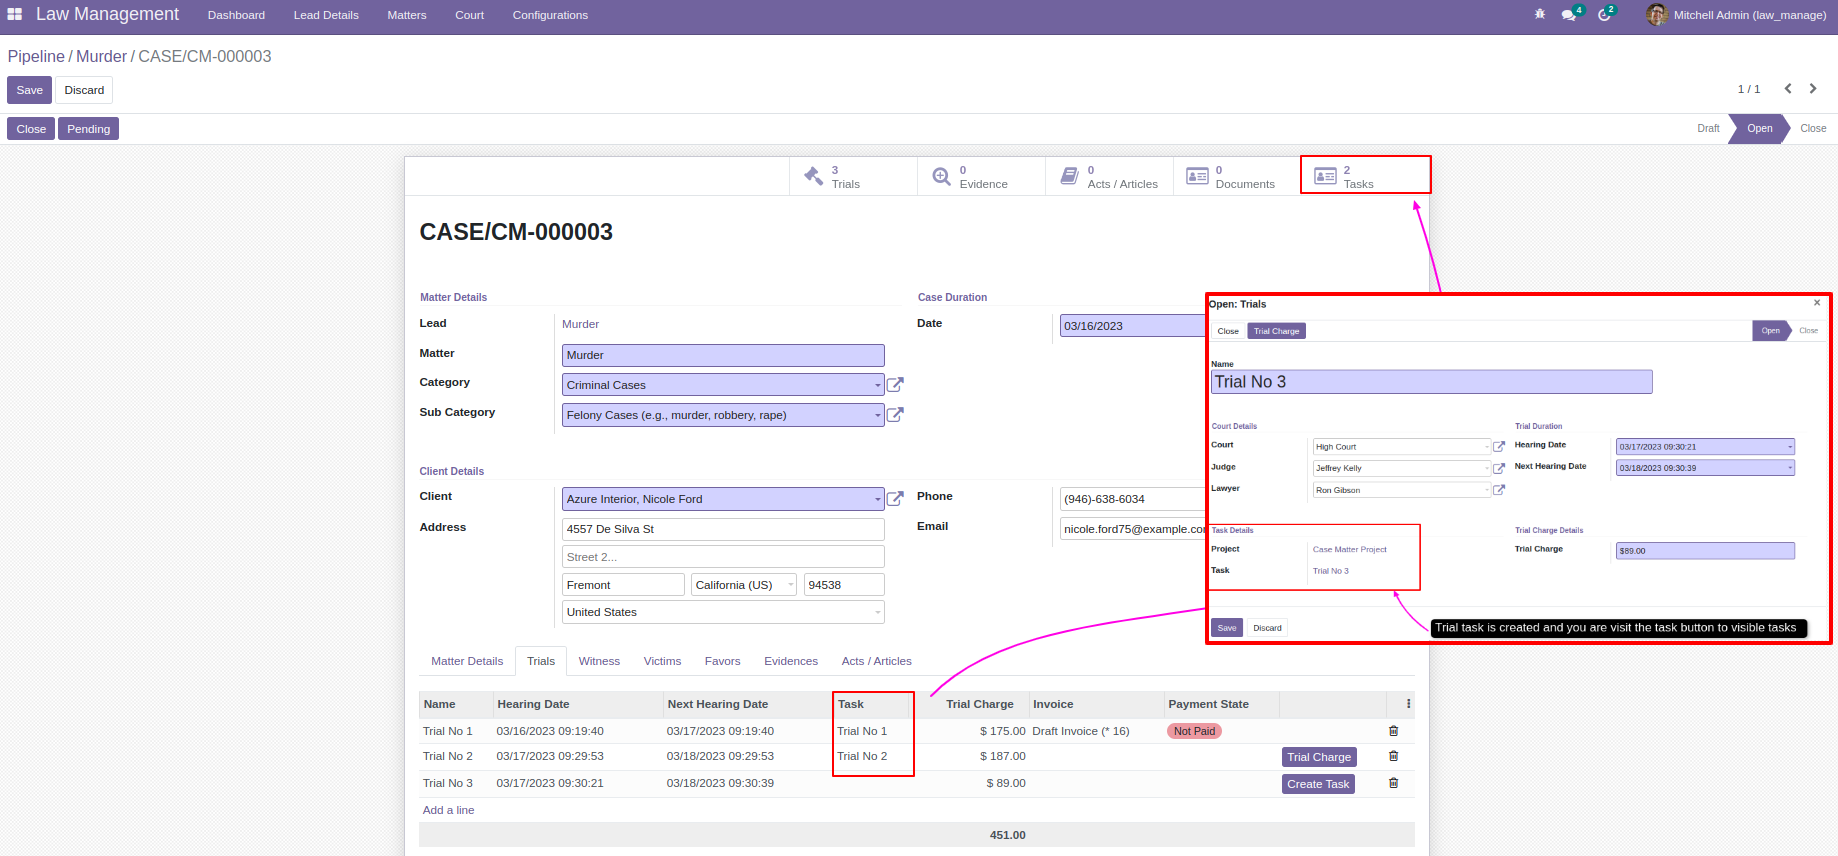 Law Management Dashboard Lead Details Matters Court Configurations 4 2 Mitchell Admin (law_manage)
Pipeline / Murder / CASE/CM-000003
Save Discard 1 / 1
Close Pending Draft Open Close
3 Trials
0 Evidence
0 Acts / Articles
0 Documents
2 Tasks
CASE/CM-000003
Matter Details
Lead Murder
Matter Murder
Category Criminal Cases
Sub Category Felony Cases (e.g., murder, robbery, rape)
Case Duration
Date 03/16/2023
Client Details
Client Azure Interior, Nicole Ford
Address 4557 De Silva St
Street 2...
Fremont California (US) 94538
United States
Phone (946)-638-6034
Email nicole.ford75@example.co
Open: Trials ×
Close Trial Charge Open Close
Name
Trial No 3
Court Details
Court High Court
Judge Jeffrey Kelly
Lawyer Ron Gibson
Trial Duration
Hearing Date 03/17/2023 09:30:21
Next Hearing Date 03/18/2023 09:30:39
Task Details
Project Case Matter Project
Task Trial No 3
Trial Charge Details
Trial Charge $89.00
Save Discard
Trial task is created and you are visit the task button to visible tasks
Matter Details Trials Witness Victims Favors Evidences Acts / Articles
Name Hearing Date Next Hearing Date Task Trial Charge Invoice Payment State
Trial No 1 03/16/2023 09:19:40 03/17/2023 09:19:40 Trial No 1 $ 175.00 Draft Invoice (* 16) Not Paid
Trial No 2 03/17/2023 09:29:53 03/18/2023 09:29:53 Trial No 2 $ 187.00 Trial Charge
Trial No 3 03/17/2023 09:30:21 03/18/2023 09:30:39 $ 89.00 Create Task
Add a line
451.00